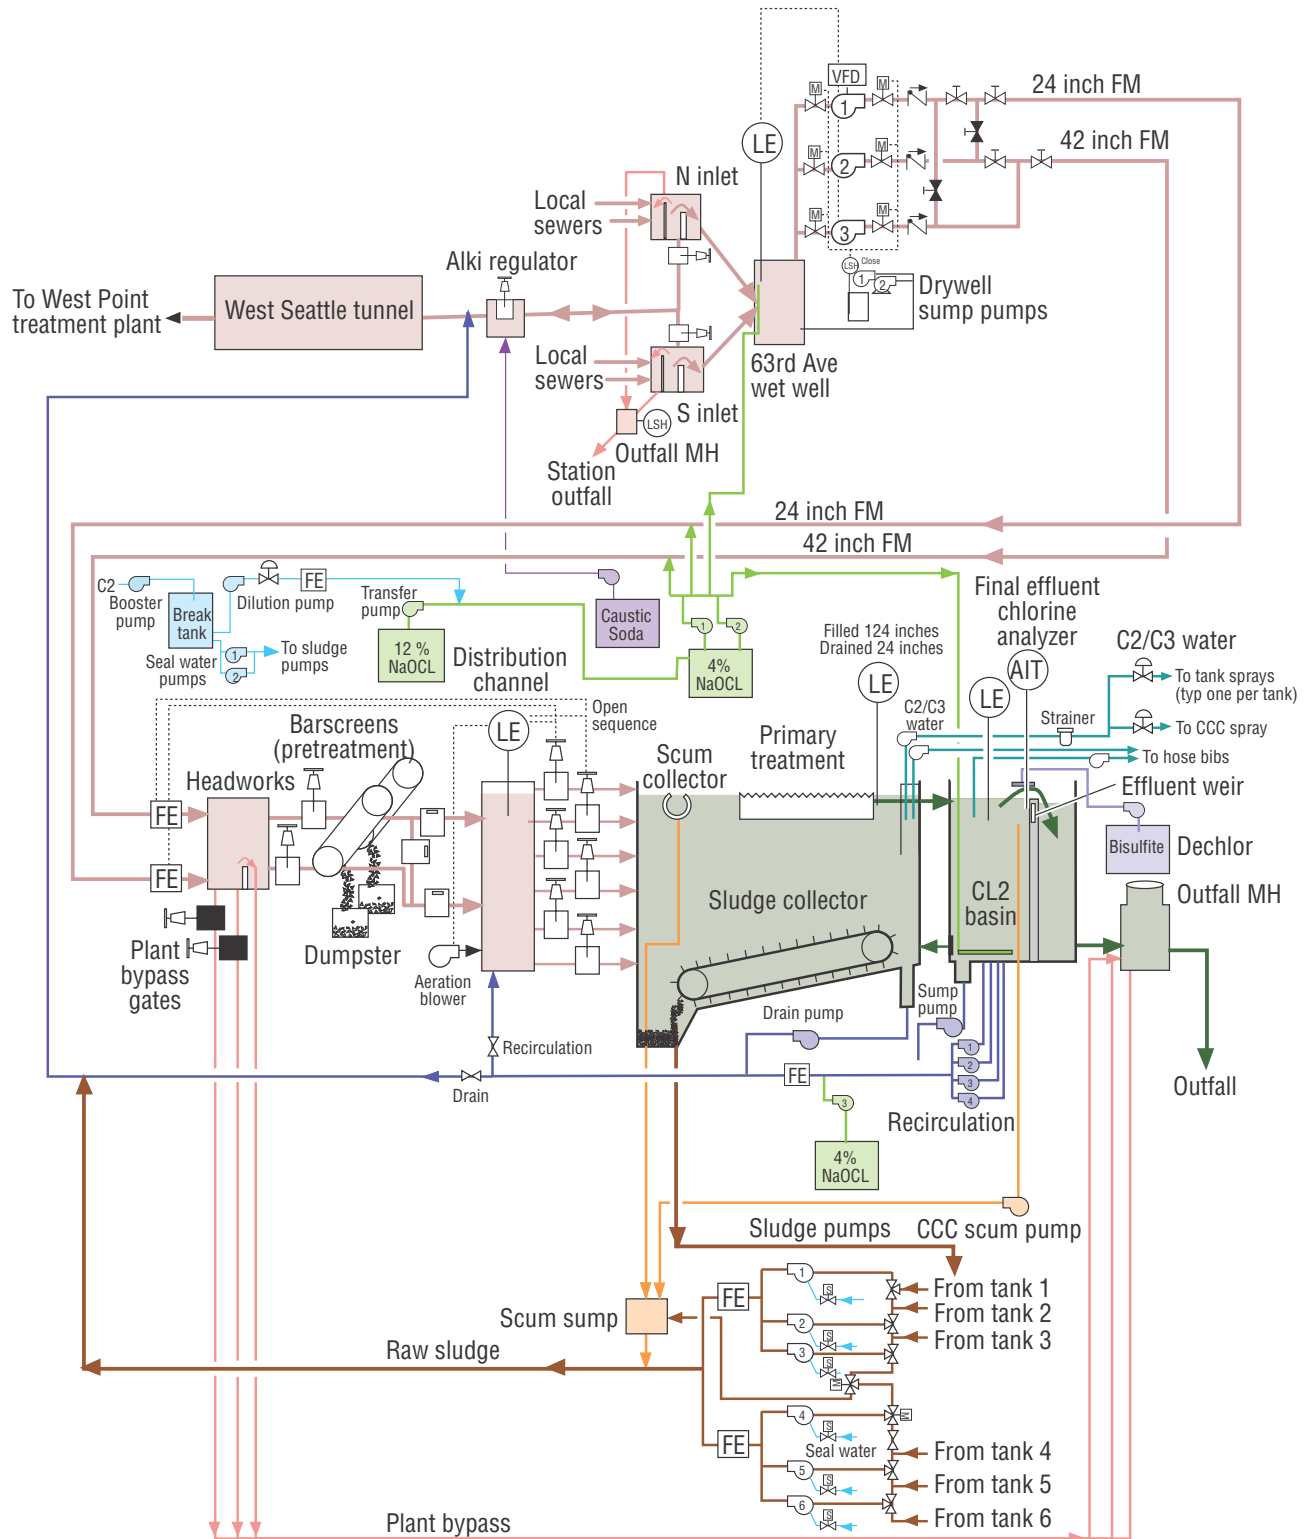 VFD
M
M
1
24 inch FM
LE
42 inch FM
M
M
2
N inlet
Local
sewers
M
M
3
Alki regulator
LSH
Close
1
2
Drywell
sump pumps
To West Point
treatment plant
West Seattle tunnel
Local
sewers
63rd Ave
wet well
S inlet
LSH
Outfall MH
Station
outfall
24 inch FM
42 inch FM
C2
Booster
pump
Break
tank
Dilution pump
FE
Transfer
pump
12 %
NaOCL
Caustic
Soda
1
2
4%
NaOCL
Seal water
pumps
1
2
To sludge
pumps
Filled 124 inches
Drained 24 inches
Final effluent
chlorine
analyzer
C2/C3 water
Distribution
channel
LE
LE
AIT
To tank sprays
(typ one per tank)
Open
sequence
LE
C2/C3
water
Strainer
To CCC spray
To hose bibs
Barscreens
(pretreatment)
Scum
collector
Primary
treatment
Headworks
Effluent weir
FE
FE
Bisulfite
Dechlor
Outfall MH
Sludge collector
CL2
basin
Plant
bypass
gates
Dumpster
Aeration
blower
Drain pump
Sump
pump
Recirculation
1
2
3
4
FE
Drain
3
Recirculation
Outfall
4%
NaOCL
Sludge pumps
CCC scum pump
1
S
FE
From tank 1
From tank 2
From tank 3
Scum sump
2
S
3
S
Raw sludge
M
M
4
S
FE
Seal water
From tank 4
5
S
From tank 5
6
S
From tank 6
Plant bypass